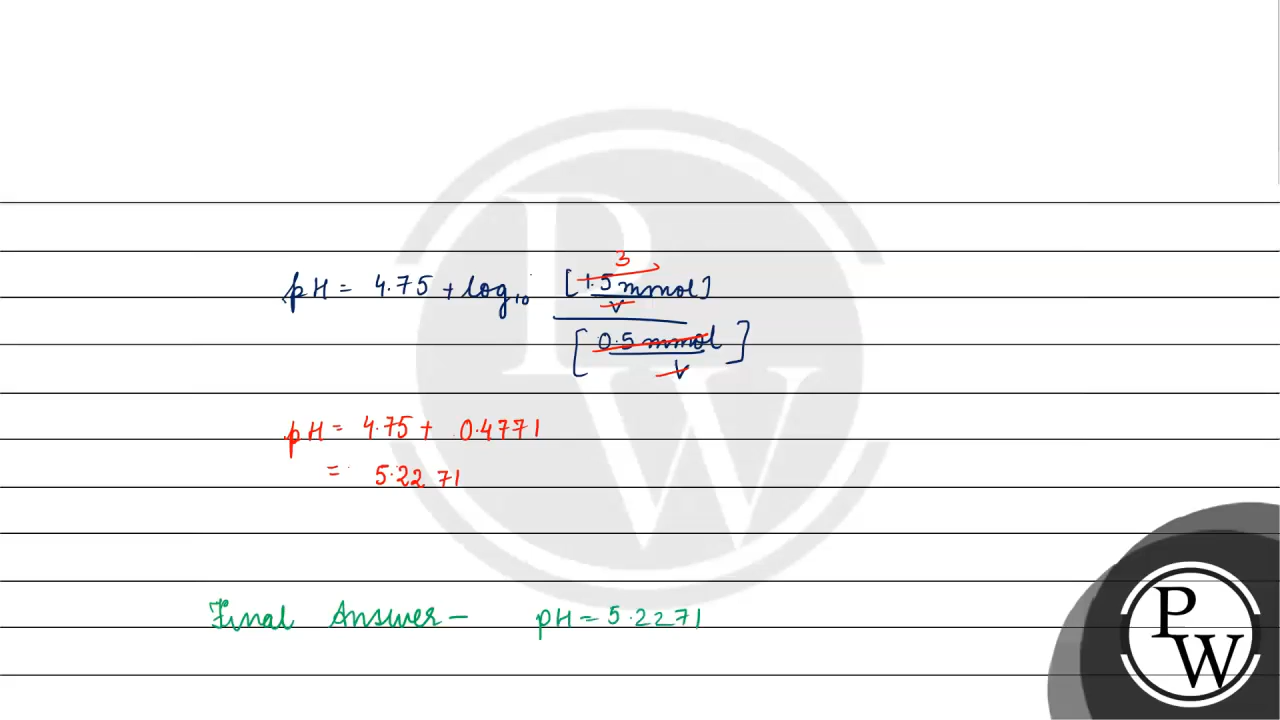 3
pH = 4.75 + log10 [1.5 mmol]
V
[0.5 mmol]
V
pH = 4.75 + 0.4771
= 5.2271
Final Answer - pH = 5.2271
P
W
P
W